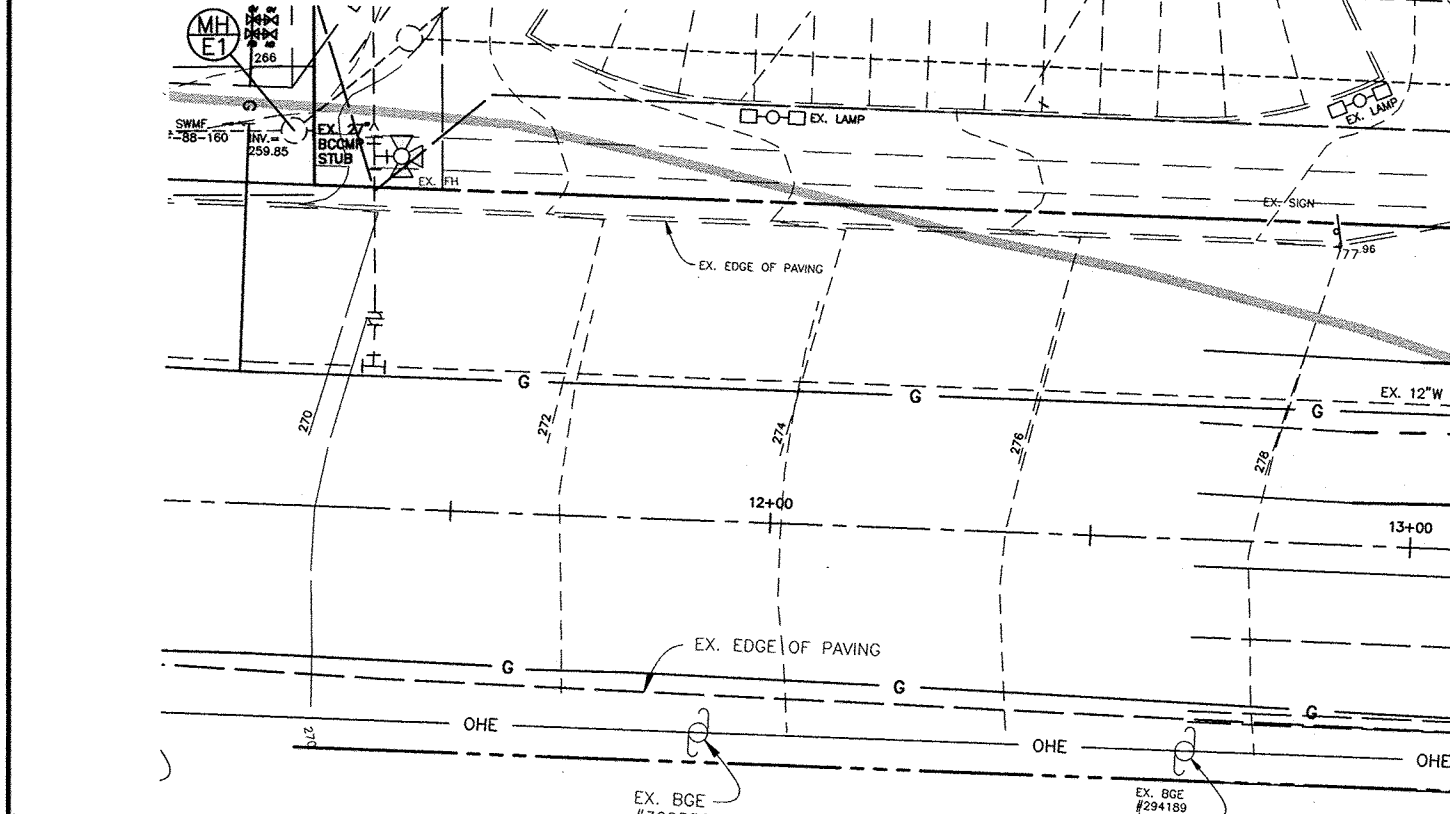 MH
E1
266
G
SWMF
-88-160
INV.=
259.85
EX. 27"
BCCMP
STUB
EX. FH
EX. LAMP
EX. LAMP
EX. SIGN
77.96
EX. EDGE OF PAVING
G
G
G
EX. 12"W
270
272
274
276
278
12+00
13+00
EX. EDGE OF PAVING
G
G
G
270
OHE
OHE
OHE
EX. BGE
EX. BGE
#294189